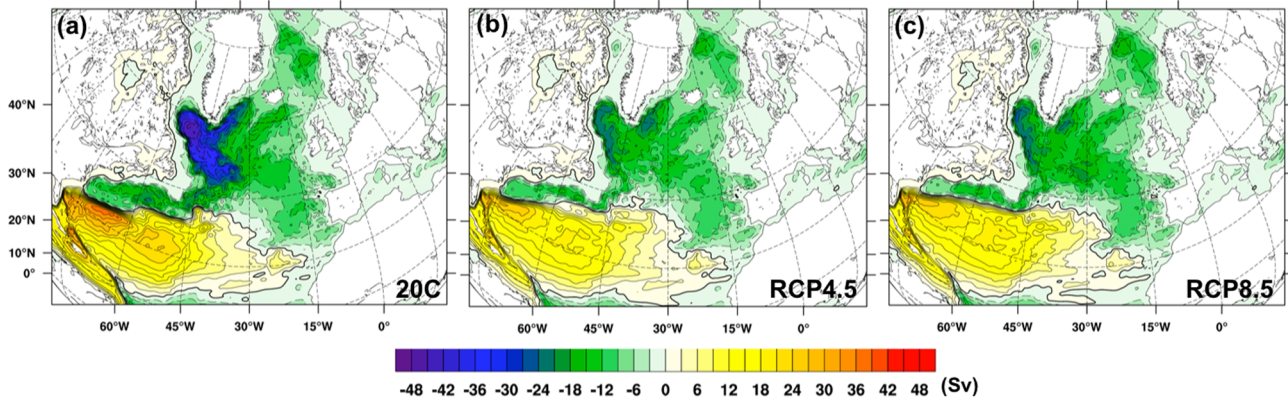 (a) (b) (c)
40°N
30°N
20°N
10°N
0°
20C RCP4.5 RCP8.5
60°W 45°W 30°W 15°W 0° 60°W 45°W 30°W 15°W 0° 60°W 45°W 30°W 15°W 0°
-48 -42 -36 -30 -24 -18 -12 -6 0 6 12 18 24 30 36 42 48 (Sv)